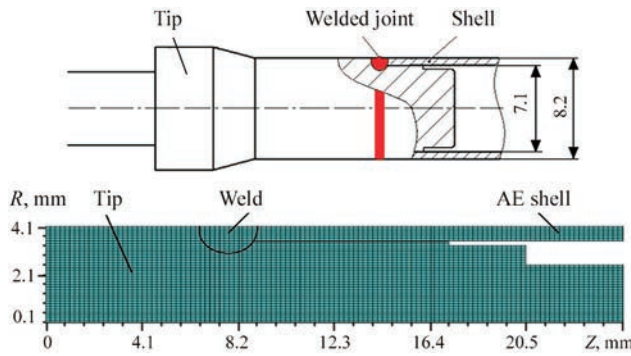 Tip
Welded joint
Shell
7.1
8.2
R, mm
Tip
Weld
AE shell
4.1
2.1
0.1
0
4.1
8.2
12.3
16.4
20.5
Z, mm